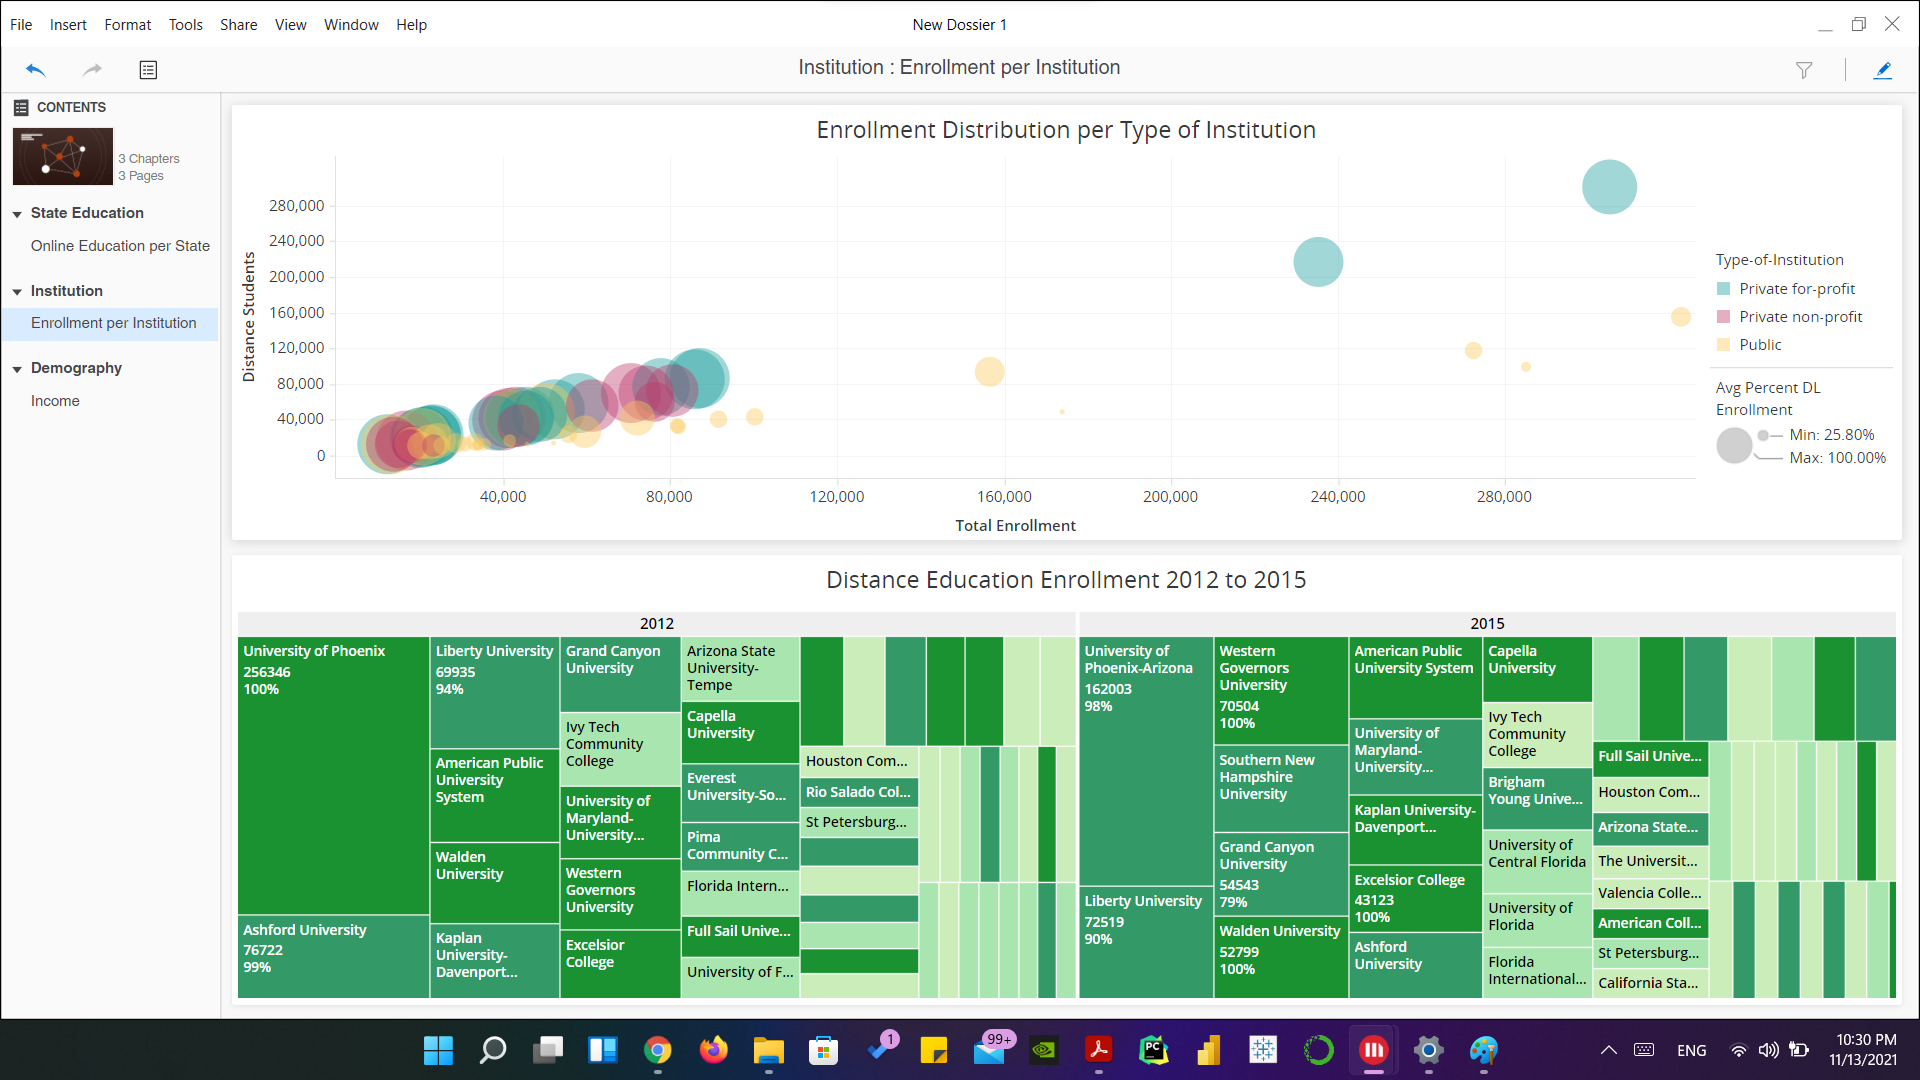 File Insert Format Tools Share View Window Help
New Dossier 1
Institution : Enrollment per Institution
CONTENTS
3 Chapters
3 Pages
State Education
Online Education per State
Institution
Enrollment per Institution
Demography
Income
Enrollment Distribution per Type of Institution
Distance Students
280,000
240,000
200,000
160,000
120,000
80,000
40,000
0
40,000 80,000 120,000 160,000 200,000 240,000 280,000
Total Enrollment
Type-of-Institution
Private for-profit
Private non-profit
Public
Avg Percent DL
Enrollment
Min: 25.80%
Max: 100.00%
Distance Education Enrollment 2012 to 2015
2012
University of Phoenix
256346
100%
Ashford University
76722
99%
Liberty University
69935
94%
American Public
University
System
Walden
University
Kaplan
University-
Davenport...
Grand Canyon
University
Ivy Tech
Community
College
University of
Maryland-
University...
Western
Governors
University
Excelsior
College
Arizona State
University-
Tempe
Capella
University
Everest
University-So...
Pima
Community C...
Florida Intern...
Full Sail Unive...
University of F...
Houston Com...
Rio Salado Col...
St Petersburg...
2015
University of
Phoenix-Arizona
162003
98%
Liberty University
72519
90%
Western
Governors
University
70504
100%
Southern New
Hampshire
University
Grand Canyon
University
54543
79%
Walden University
52799
100%
American Public
University System
University of
Maryland-
University...
Kaplan University-
Davenport...
Excelsior College
43123
100%
Ashford
University
Capella
University
Ivy Tech
Community
College
Brigham
Young Unive...
University of
Central Florida
University of
Florida
Florida
International...
Full Sail Unive...
Houston Com...
Arizona State...
The Universit...
Valencia Colle...
American Coll...
St Petersburg...
California Sta...
1
99+
PC
ENG
10:30 PM
11/13/2021